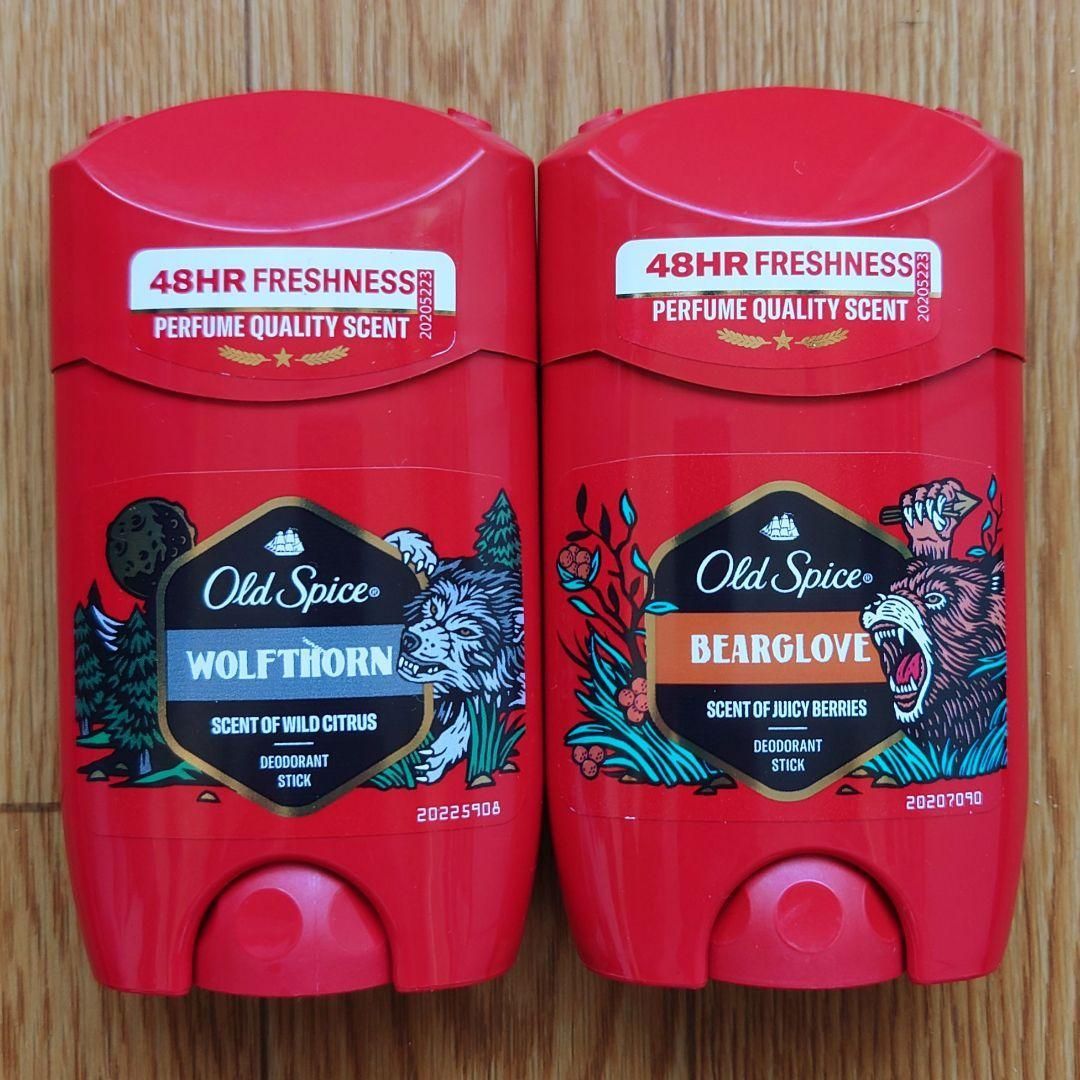 48HR FRESHNESS
PERFUME QUALITY SCENT
20205223
Old Spice®
WOLFTHORN
SCENT OF WILD CITRUS
DEODORANT
STICK
20225908
48HR FRESHNESS
PERFUME QUALITY SCENT
20205223
Old Spice®
BEARGLOVE
SCENT OF JUICY BERRIES
DEODORANT
STICK
20207090